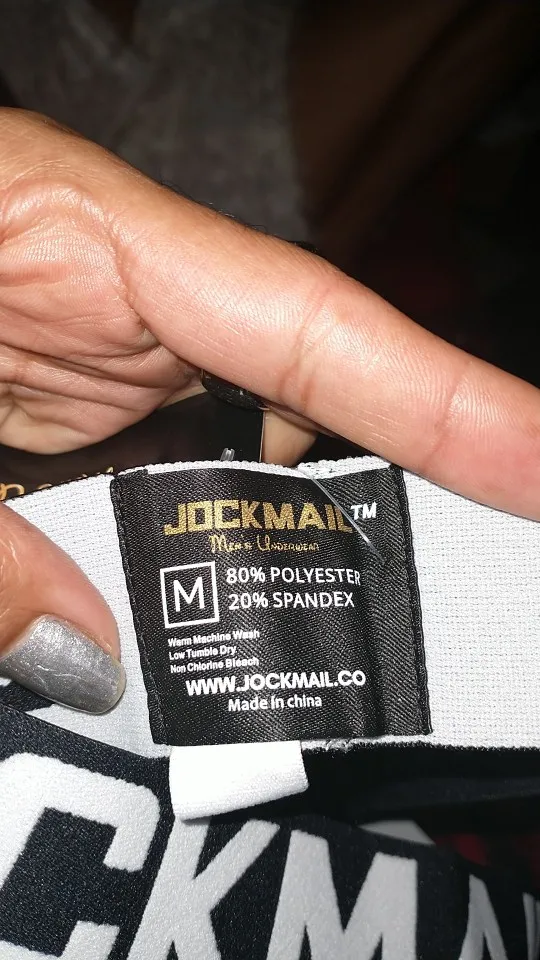 JOCKMAIL™
Men's Underwear
M
80% POLYESTER
20% SPANDEX
Warm Machine Wash
Low Tumble Dry
Non Chlorine Bleach
WWW.JOCKMAIL.CO
Made in china
CKMA